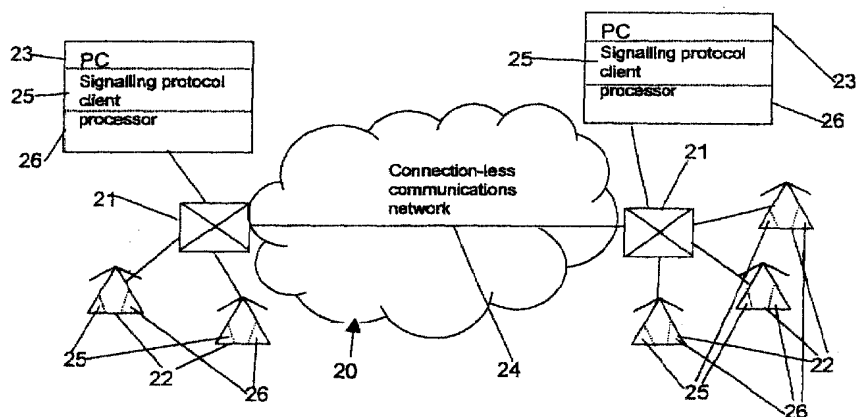 PC
Signalling protocol
client
processor
23
25
26
21
25
22
26
20
Connection-less
communications
network
24
PC
Signalling protocol
client
processor
25
23
26
21
22
25
26